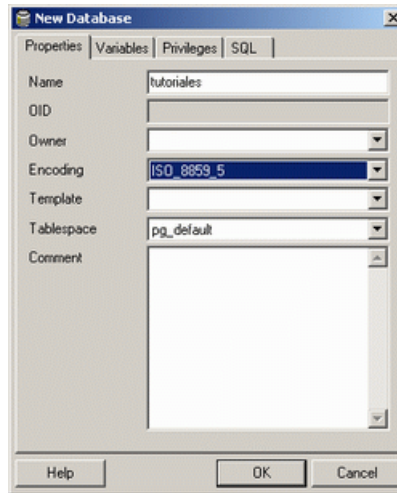 New Database
Properties Variables Privileges SQL
Name tutoriales
OID
Owner
Encoding ISO_8859_5
Template
Tablespace pg_default
Comment
Help OK Cancel